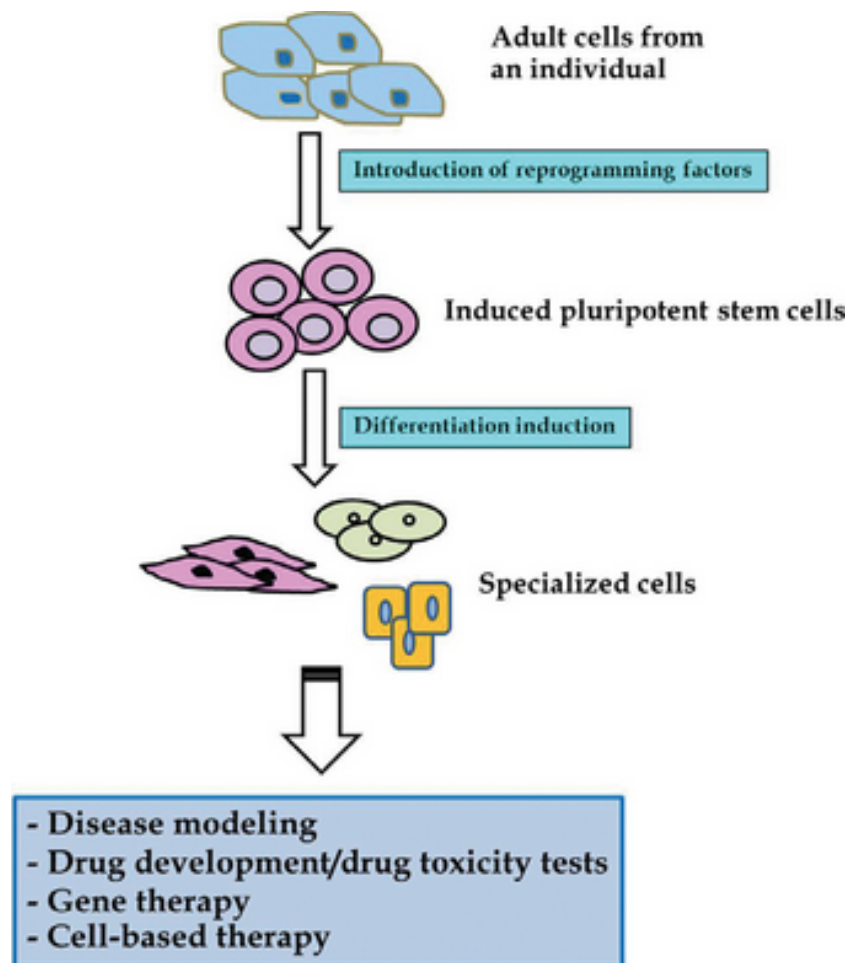 Adult cells from
an individual
Introduction of reprogramming factors
Induced pluripotent stem cells
Differentiation induction
Specialized cells
- Disease modeling
- Drug development/drug toxicity tests
- Gene therapy
- Cell-based therapy